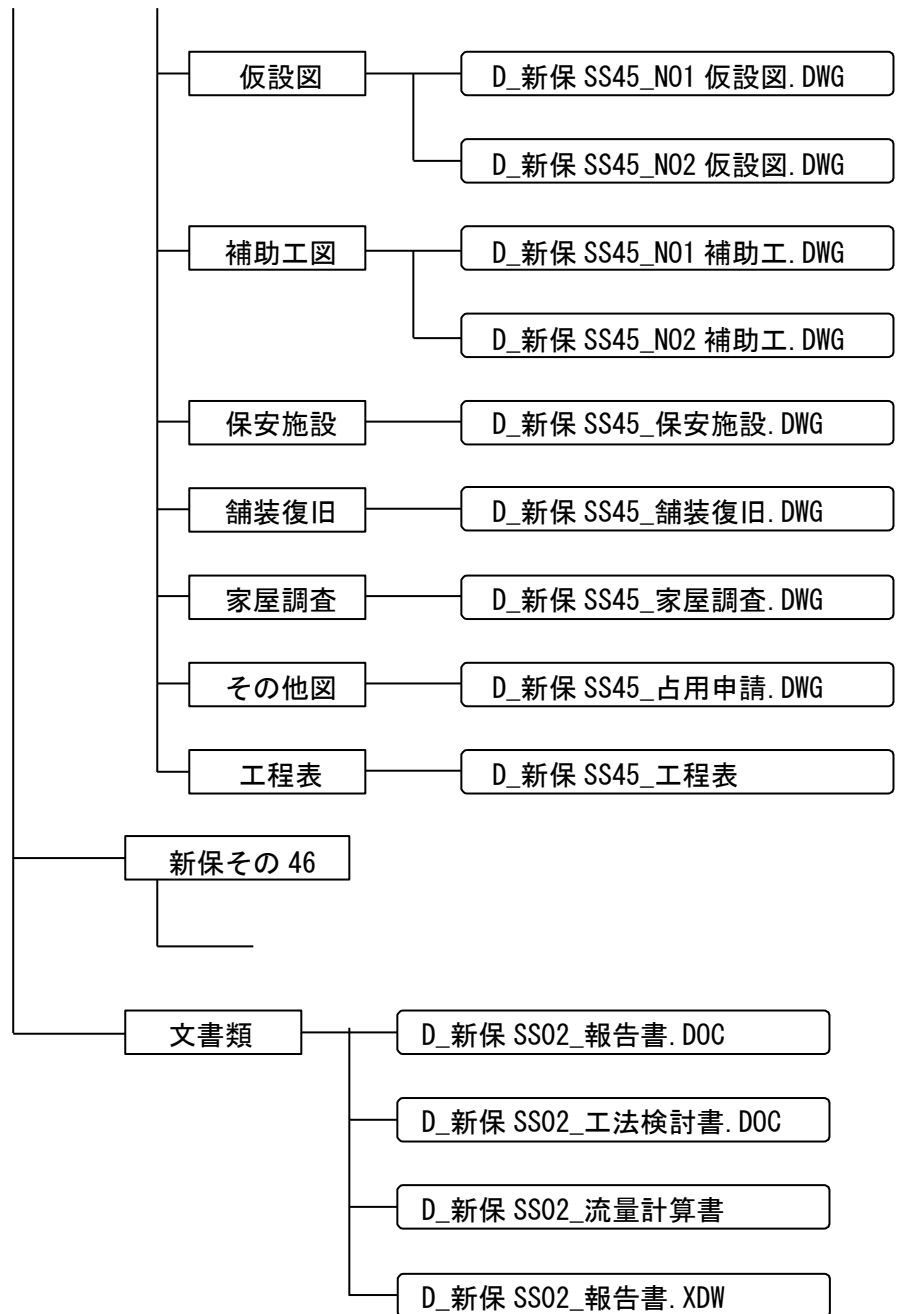 仮設図
D_新保 SS45_NO1 仮設図.DWG
D_新保 SS45_NO2 仮設図.DWG
補助工図
D_新保 SS45_NO1 補助工.DWG
D_新保 SS45_NO2 補助工.DWG
保安施設
D_新保 SS45_保安施設.DWG
舗装復旧
D_新保 SS45_舗装復旧.DWG
家屋調査
D_新保 SS45_家屋調査.DWG
その他図
D_新保 SS45_占用申請.DWG
工程表
D_新保 SS45_工程表
新保その 46
文書類
D_新保 SS02_報告書.DOC
D_新保 SS02_工法検討書.DOC
D_新保 SS02_流量計算書
D_新保 SS02_報告書.XDW